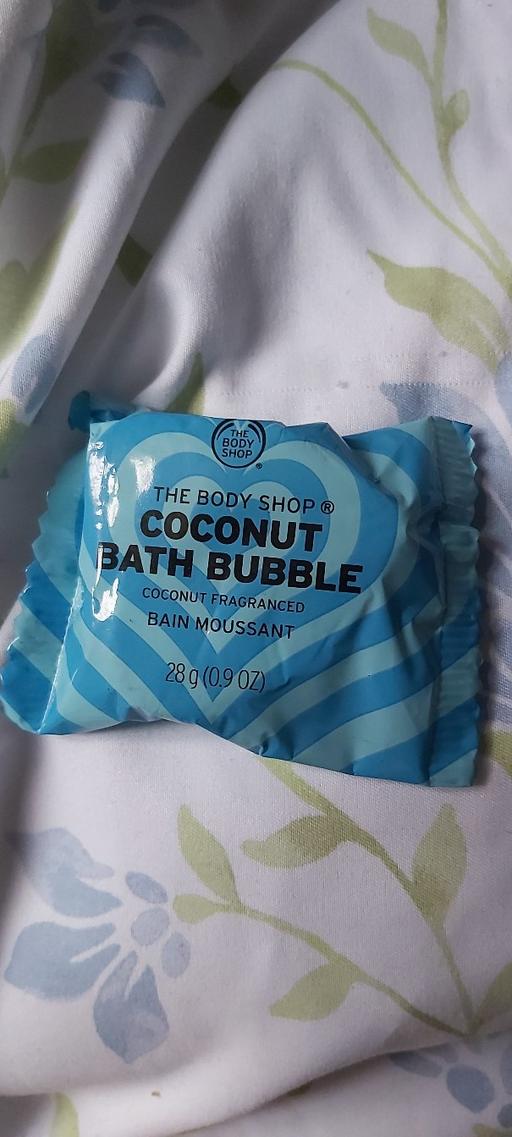 THE
BODY
SHOP
®
THE BODY SHOP ®
COCONUT
BATH BUBBLE
COCONUT FRAGRANCED
BAIN MOUSSANT
28 g (0.9 OZ)